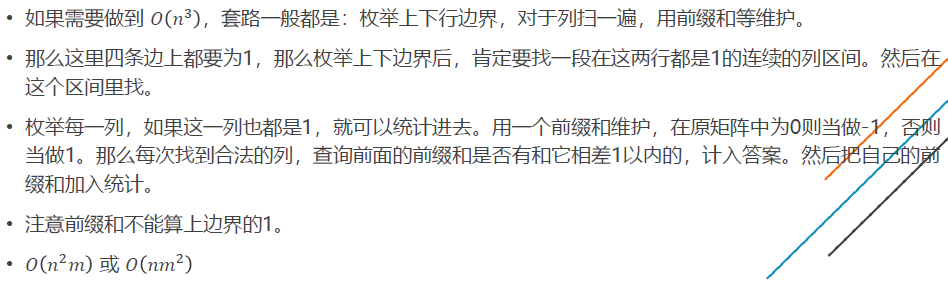 • 如果需要做到 O(n³)，套路一般都是：枚举上下行边界，对于列扫一遍，用前缀和等维护。
• 那么这里四条边上都要为1，那么枚举上下边界后，肯定要找一段在这两行都是1的连续的列区间。然后在
这个区间里找。
• 枚举每一列，如果这一列也都是1，就可以统计进去。用一个前缀和维护，在原矩阵中为0则当做-1，否则
当做1。那么每次找到合法的列，查询前面的前缀和是否有和它相差1以内的，计入答案。然后把自己的前
缀和加入统计。
• 注意前缀和不能算上边界的1。
• O(n²m) 或 O(nm²)